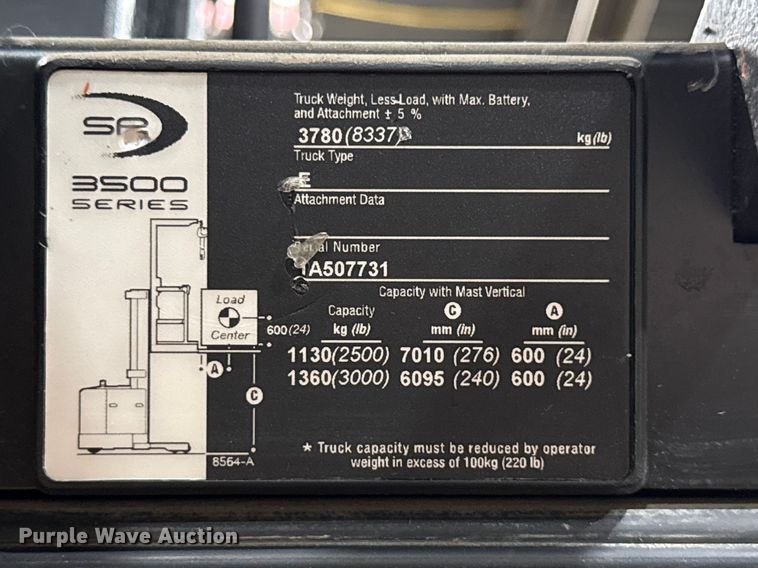 SP
3500
SERIES
Truck Weight, Less Load, with Max. Battery,
and Attachment ± 5 %
3780(8337) kg(lb)
Truck Type
E
Attachment Data
Serial Number
1A507731
Capacity with Mast Vertical
Capacity C A
kg (lb) mm (in) mm (in)
1130(2500) 7010 (276) 600 (24)
1360(3000) 6095 (240) 600 (24)
Load
Center
600(24)
A
C
8564-A
* Truck capacity must be reduced by operator
weight in excess of 100kg (220 lb)
Purple Wave Auction